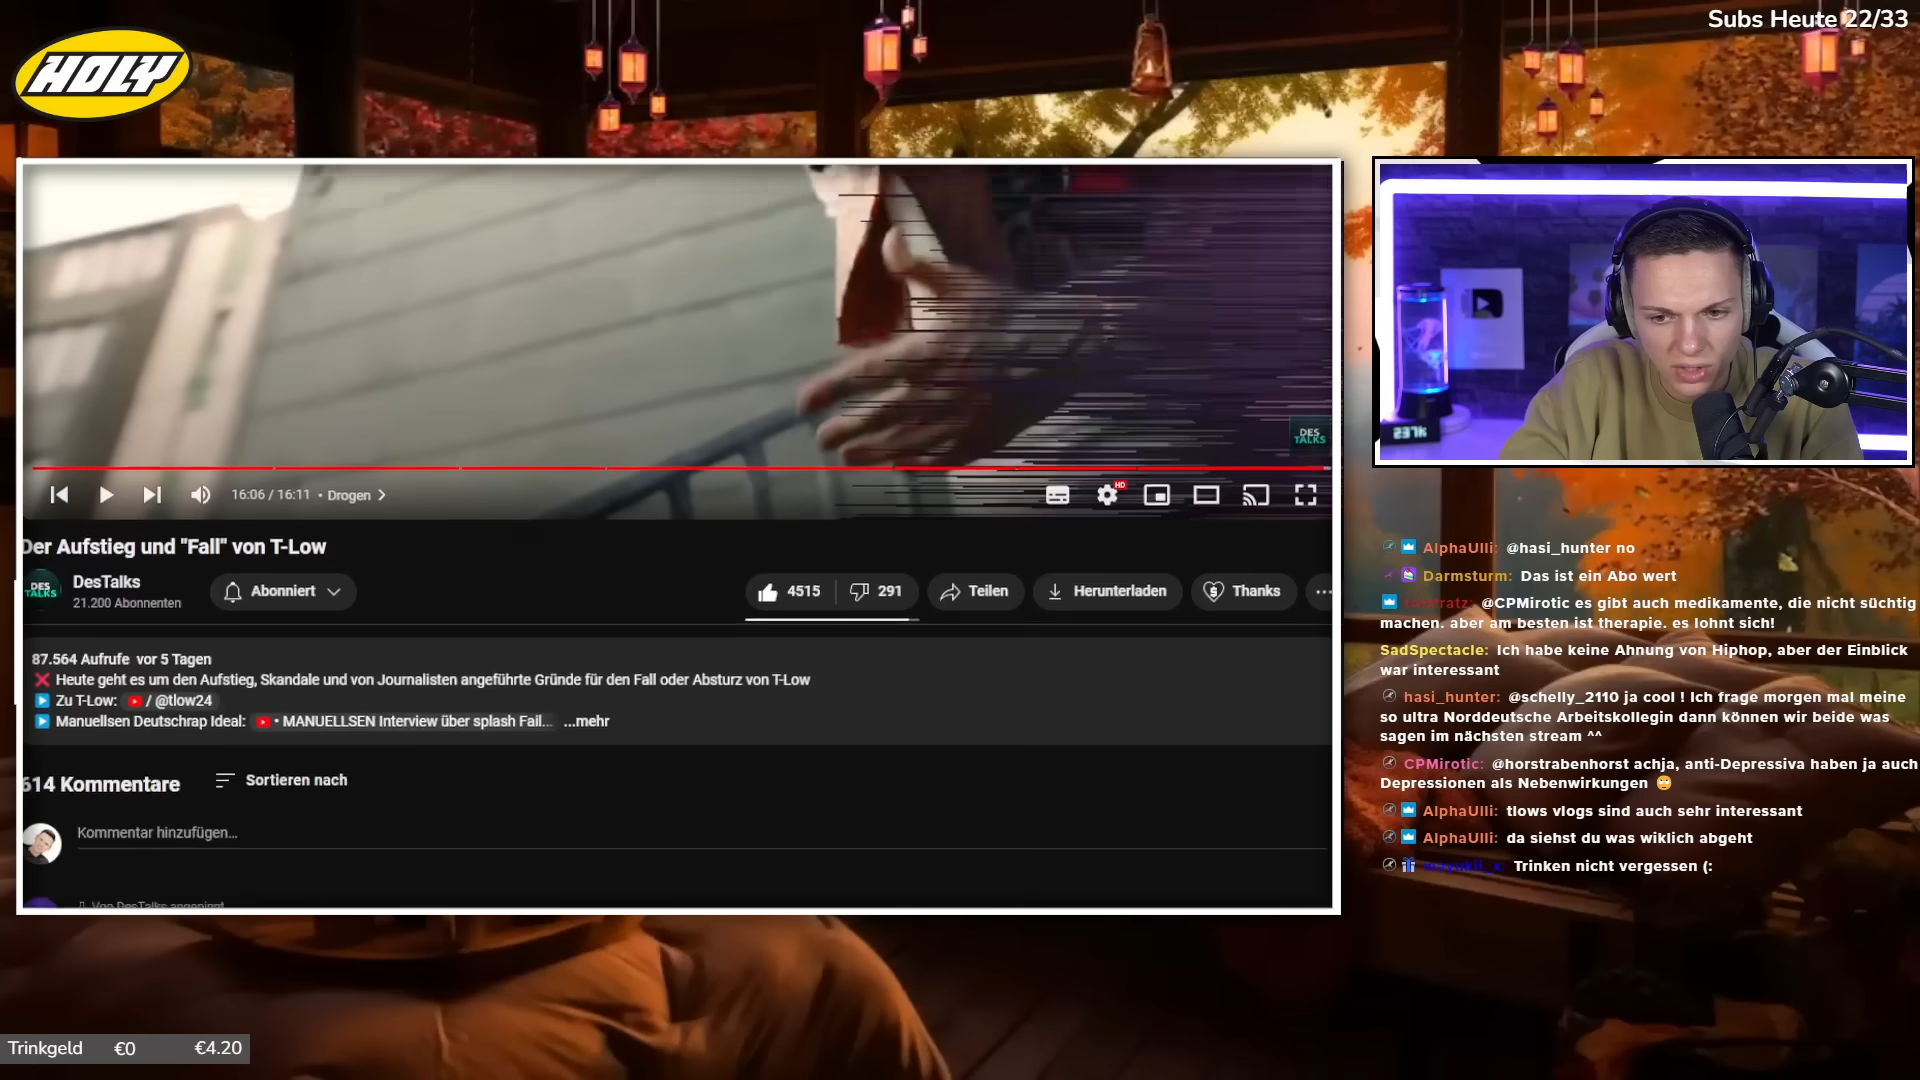 Subs Heute 22/33
HOLY
DES
TALKS
16:06 / 16:11 • Drogen
HD
237K
Der Aufstieg und "Fall" von T-Low
DES
TALKS
DesTalks
21.200 Abonnenten
Abonniert
4515
291
Teilen
Herunterladen
Thanks
87.564 Aufrufe vor 5 Tagen
❌ Heute geht es um den Aufstieg, Skandale und von Journalisten angeführte Gründe für den Fall oder Absturz von T-Low
▶ Zu T-Low: / @tlow24
▶ Manuellsen Deutschrap Ideal: • MANUELLSEN Interview über splash Fail... ...mehr
614 Kommentare
Sortieren nach
Kommentar hinzufügen...
Von DesTalks angepinnt
AlphaUlli: @hasi_hunter no
Darmsturm: Das ist ein Abo wert
@CPMirotic es gibt auch medikamente, die nicht süchtig
machen. aber am besten ist therapie. es lohnt sich!
SadSpectacle: Ich habe keine Ahnung von Hiphop, aber der Einblick
war interessant
hasi_hunter: @schelly_2110 ja cool ! Ich frage morgen mal meine
so ultra Norddeutsche Arbeitskollegin dann können wir beide was
sagen im nächsten stream ^^
CPMirotic: @horstrabenhorst achja, anti-Depressiva haben ja auch
Depressionen als Nebenwirkungen 🙄
AlphaUlli: tlows vlogs sind auch sehr interessant
AlphaUlli: da siehst du was wiklich abgeht
Trinken nicht vergessen (:
Trinkgeld €0 €4.20